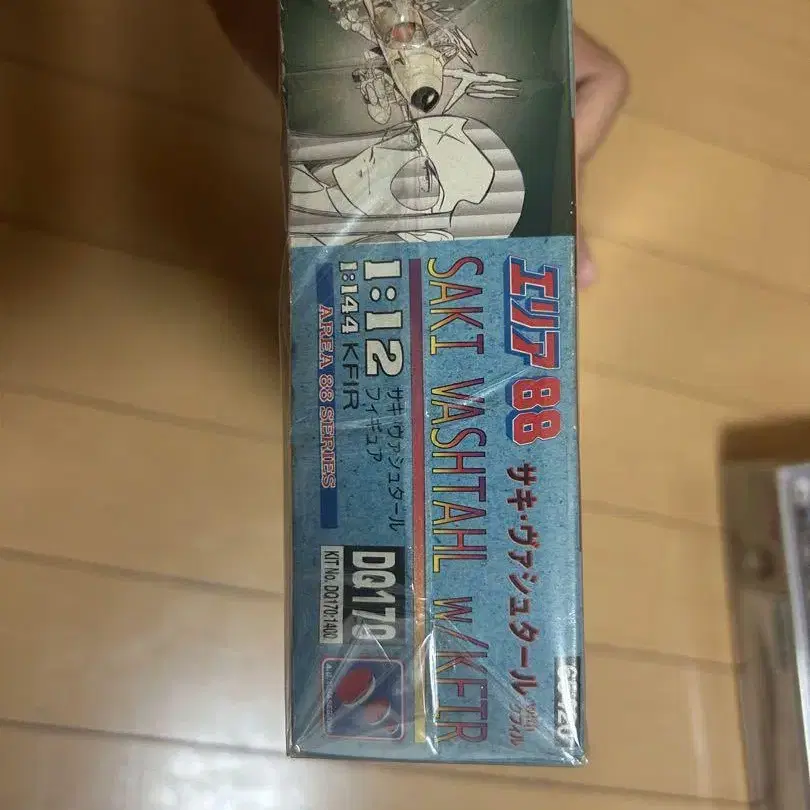 エリア88
サキ・ヴァシュタール
SAKI VASHTAHL W/KFIR
1:12
サキ・ヴァシュタール
フィギュア
1:144 KFIR
AREA 88 SERIES
DQ170
KIT No. DQ170-1400